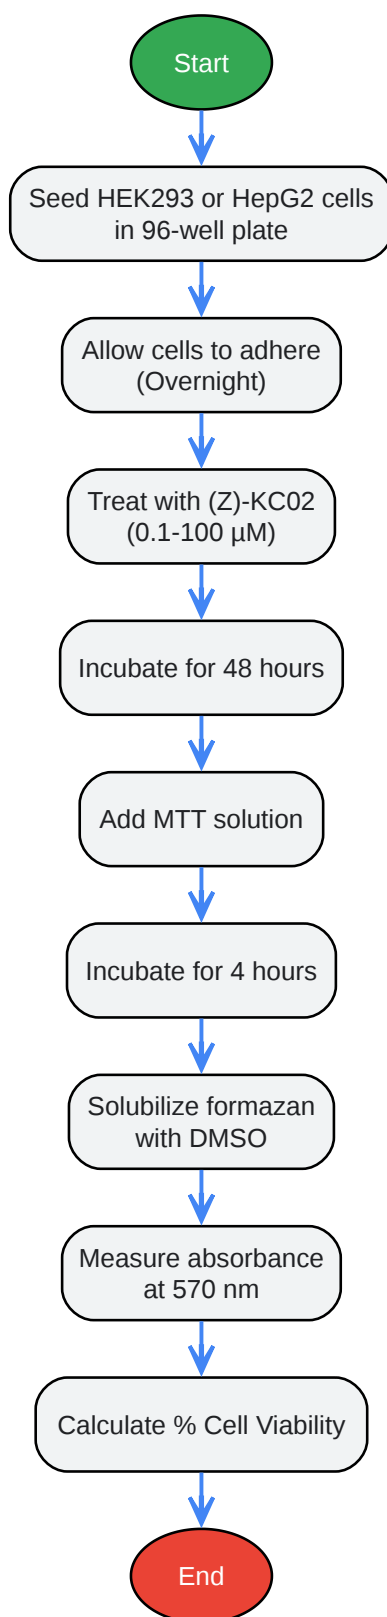 Start
Seed HEK293 or HepG2 cells
in 96-well plate
Allow cells to adhere
(Overnight)
Treat with (Z)-KC02
(0.1-100 µM)
Incubate for 48 hours
Add MTT solution
Incubate for 4 hours
Solubilize formazan
with DMSO
Measure absorbance
at 570 nm
Calculate % Cell Viability
End